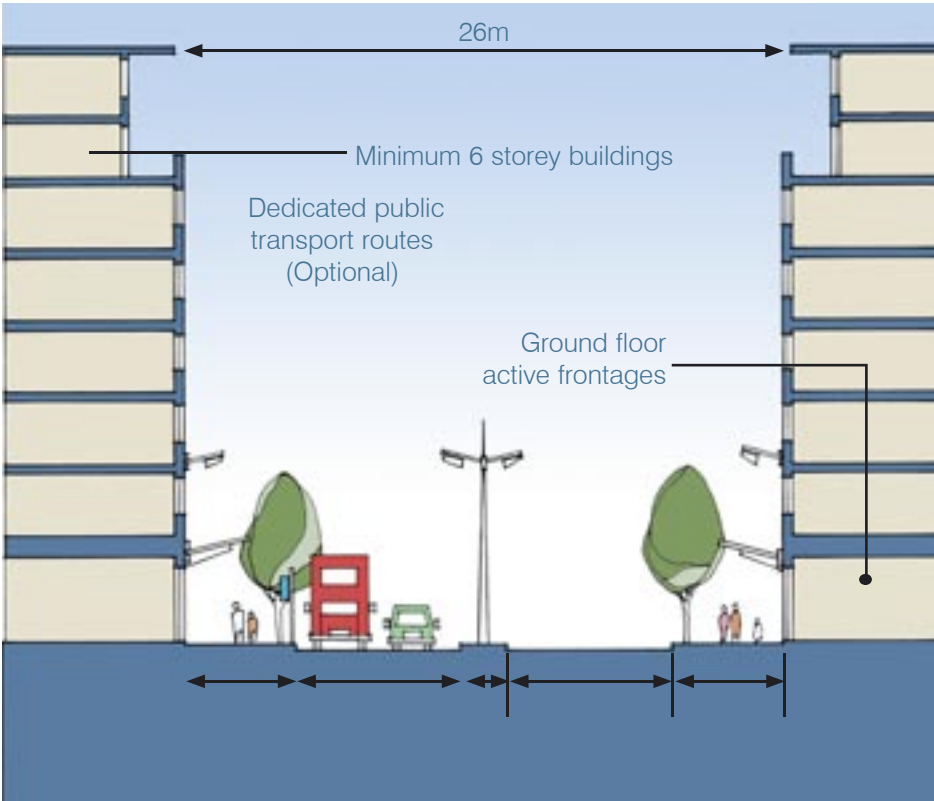 26m
Minimum 6 storey buildings
Dedicated public
transport routes
(Optional)
Ground floor
active frontages